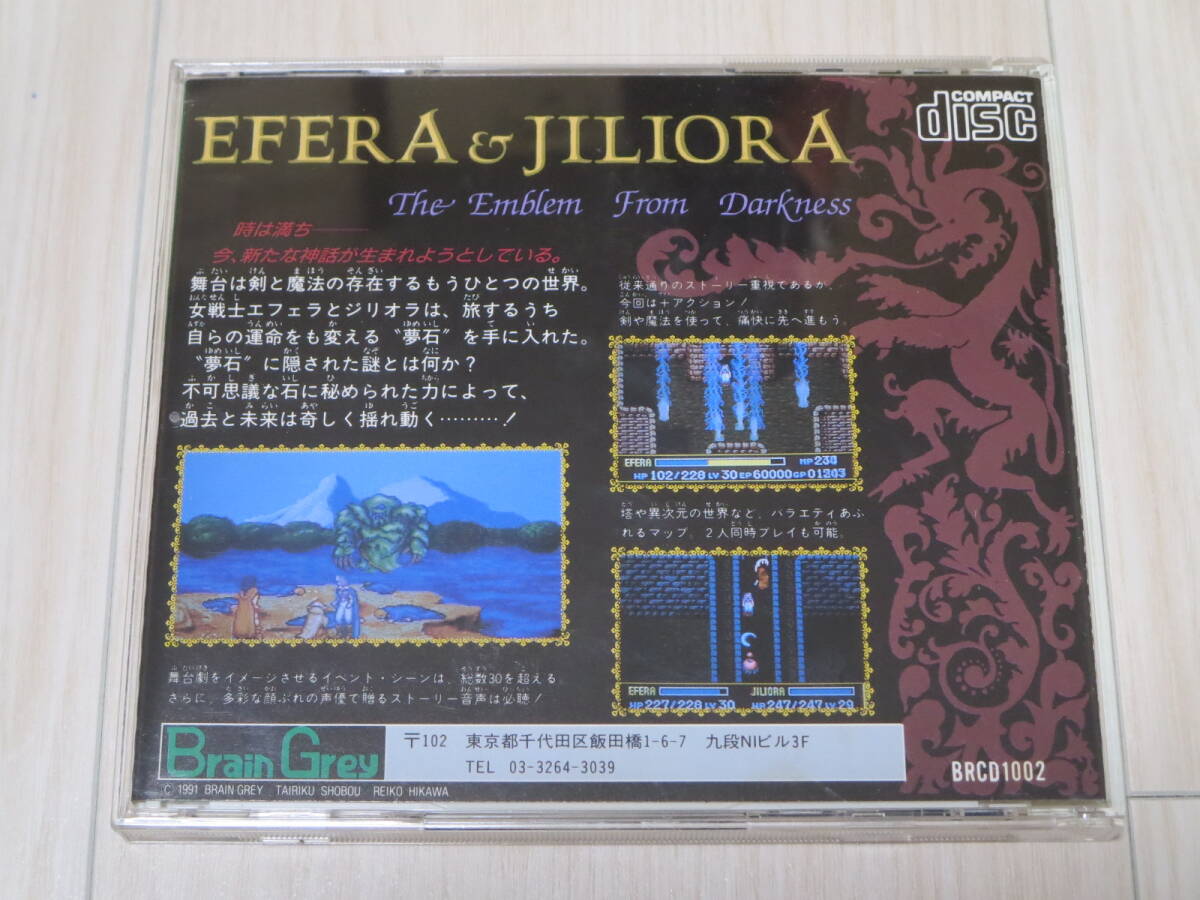 COMPACT
disc
EFERA & JILIORA
The Emblem From Darkness
時は満ち――
今、新たな神話が生まれようとしている。
舞台は剣と魔法の存在するもうひとつの世界。
女戦士エフェラとジリオラは、旅するうち
自らの運命をも変える“夢石”を手に入れた。
“夢石”に隠された謎とは何か?
不可思議な石に秘められた力によって、
過去と未来は奇しく揺れ動く………!
舞台劇をイメージさせるイベント・シーンは、総数30を超える。
さらに、多彩な顔ぶれの声優で贈るストーリー音声は必聴!
従来通りのストーリー重視であるか、
今回は+アクション!
剣や魔法を使って、痛快に先へ進もう。
EFERA
MP 234
HP 102/228 LV 30 EP 60000 GP 01203
塔や異次元の世界など、バラエティあふ
れるマップ。2人同時プレイも可能。
EFERA JILIORA
HP 227/228 LV 30 HP 247/247 LV 29
Brain Grey
〒102 東京都千代田区飯田橋1-6-7 九段NIビル3F
TEL 03-3264-3039
BRCD1002
© 1991 BRAIN GREY TAIRIKU SHOBOU REIKO HIKAWA